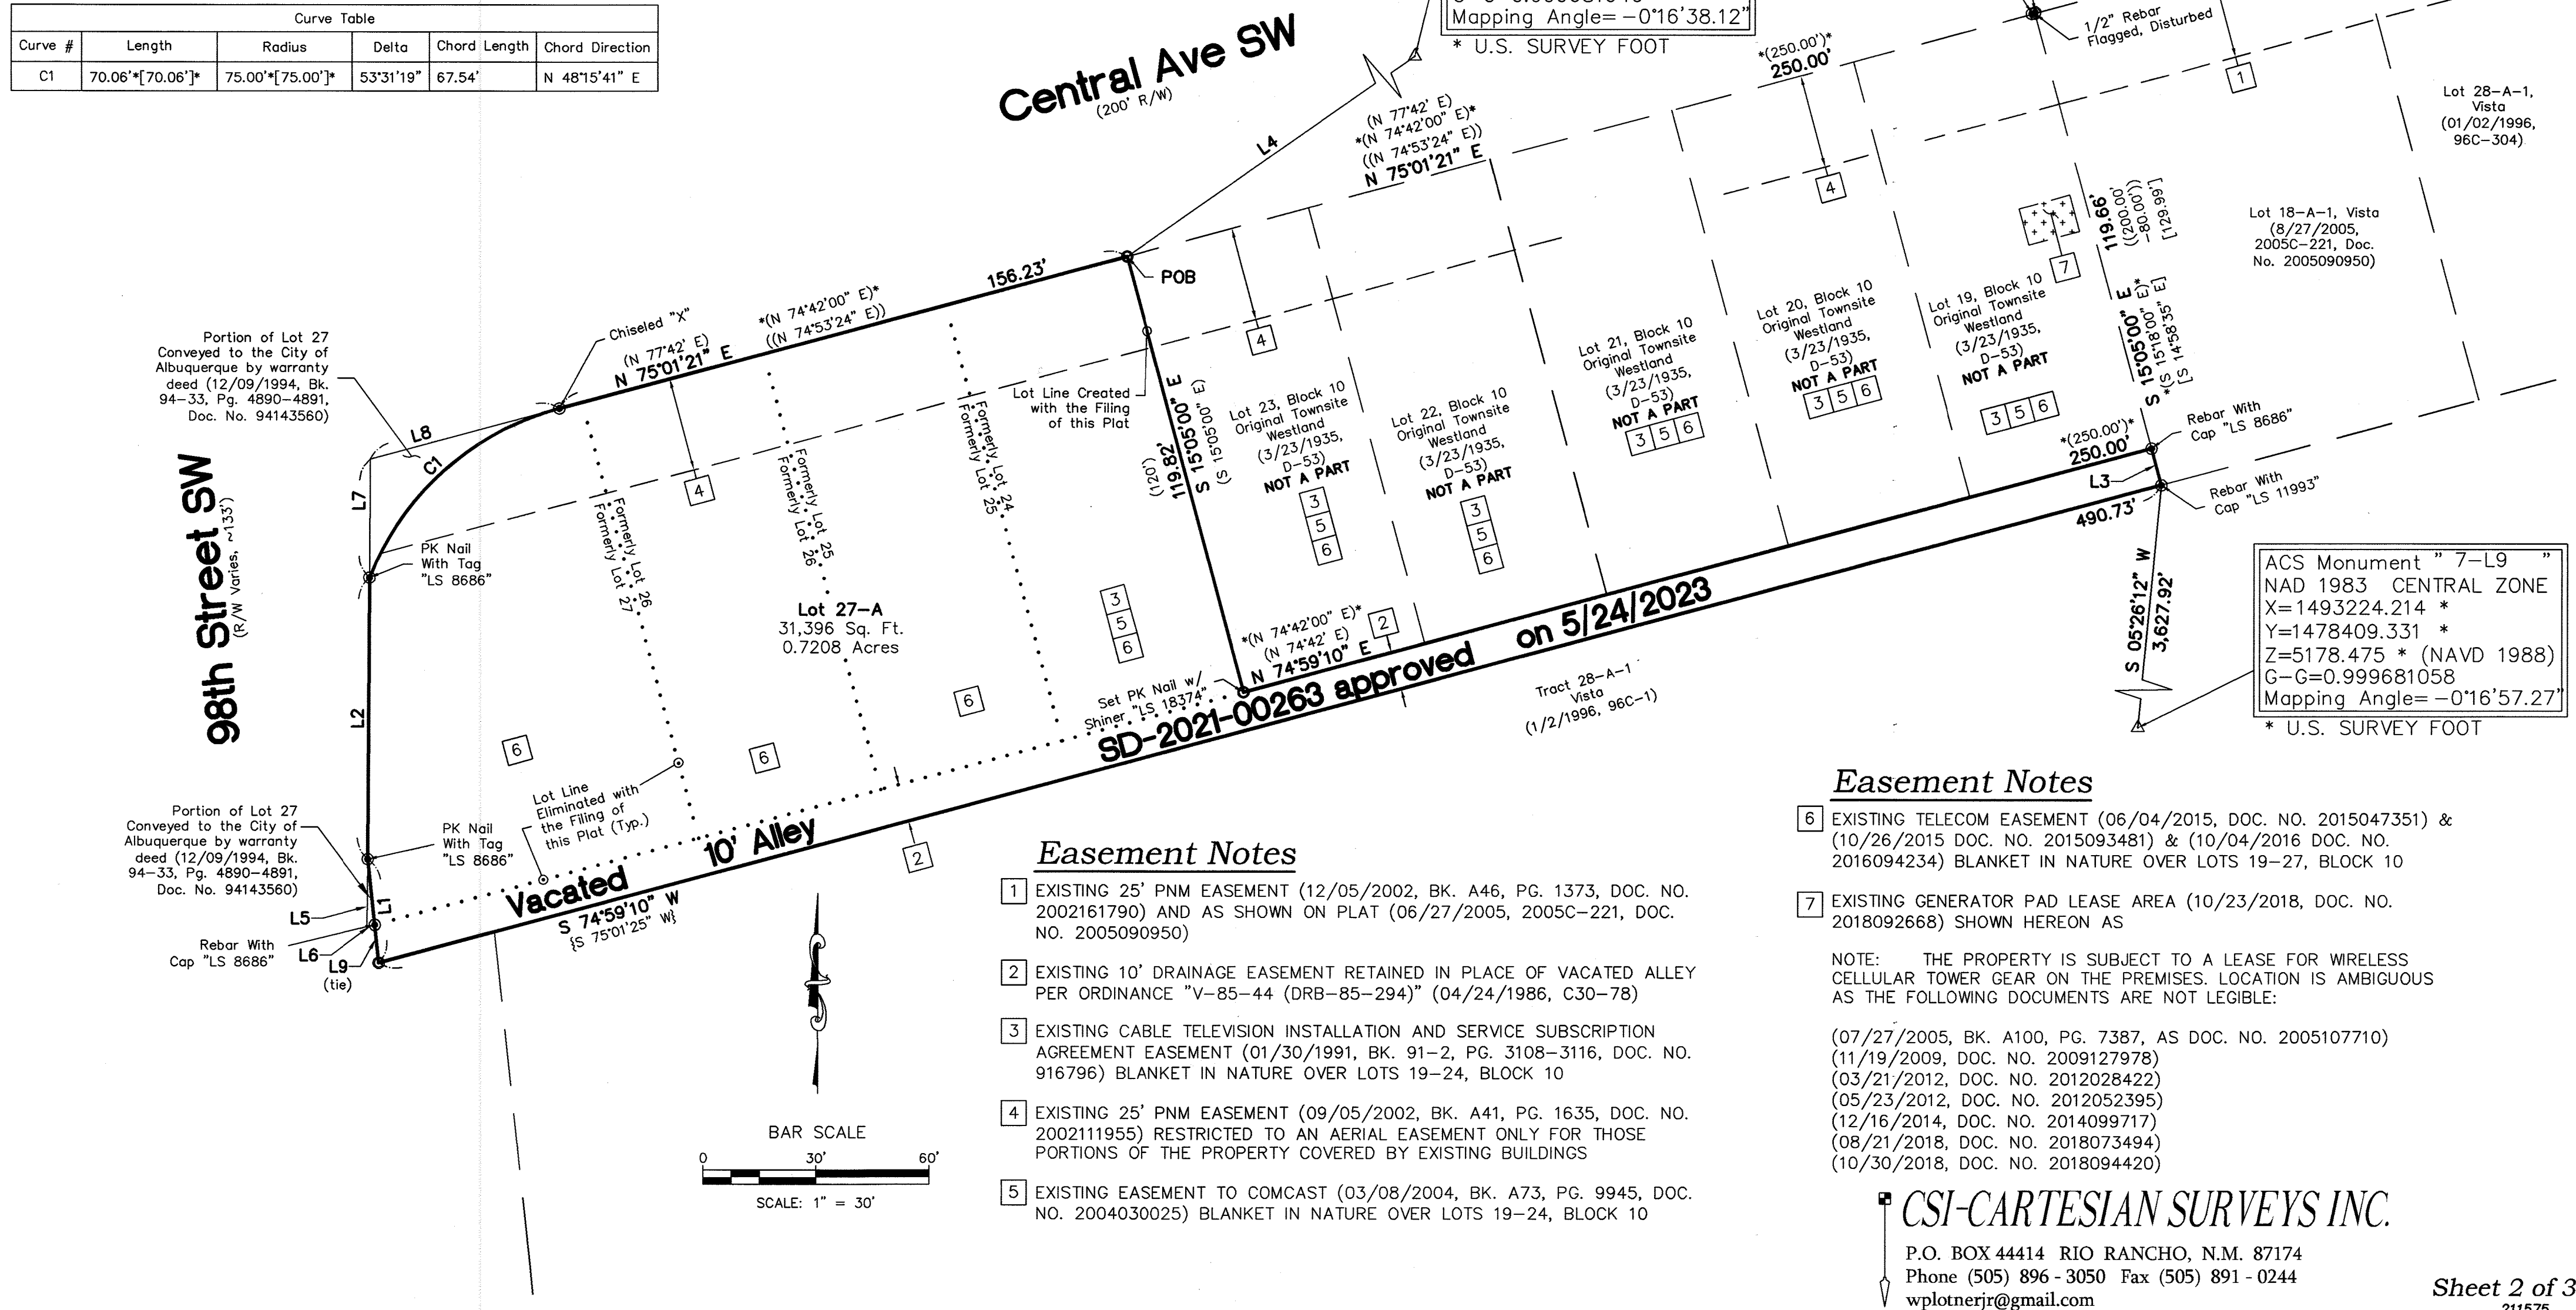 Curve Table
Curve # Length Radius Delta Chord Length Chord Direction
C1 70.06'*[70.06']* 75.00'*[75.00']* 53°31'19" 67.54' N 48°15'41" E
Mapping Angle= -0°16'38.12"
* U.S. SURVEY FOOT
Central Ave SW
(200' R/W)
L4
(N 77°42' E)
*(N 74°42'00" E)*
((N 74°53'24" E))
N 75°01'21" E
*(250.00')*
250.00'
1/2" Rebar
Flagged, Disturbed
1
Lot 28-A-1,
Vista
(01/02/1996,
96C-304)
4
119.66'
((200.00'
-80.00'))
[129.99']
Lot 18-A-1, Vista
(8/27/2005,
2005C-221, Doc.
No. 2005090950)
7
S 15°05'00" E
*(S 15°18'00" E)*
[S 14°58'35" E]
156.23'
POB
Portion of Lot 27
Conveyed to the City of
Albuquerque by warranty
deed (12/09/1994, Bk.
94-33, Pg. 4890-4891,
Doc. No. 94143560)
Chiseled "X"
(N 77°42' E)
N 75°01'21" E
*(N 74°42'00" E)*
((N 74°53'24" E))
L8
C1
L7
4
4
98th Street SW
(R/W Varies, ~133')
PK Nail
With Tag
"LS 8686"
Formerly Lot 26
Formerly Lot 27
Formerly Lot 25
Formerly Lot 26
Formerly Lot 24
Formerly Lot 25
Lot Line Created
with the Filing
of this Plat
119.82'
(120')
S 15°05'00" E
(S 15°05'00" E)
Lot 23, Block 10
Original Townsite
Westland
(3/23/1935,
D-53)
NOT A PART
3
5
6
Lot 22, Block 10
Original Townsite
Westland
(3/23/1935,
D-53)
NOT A PART
3
5
6
Lot 21, Block 10
Original Townsite
Westland
(3/23/1935,
D-53)
NOT A PART
3 5 6
Lot 20, Block 10
Original Townsite
Westland
(3/23/1935,
D-53)
NOT A PART
3 5 6
Lot 19, Block 10
Original Townsite
Westland
(3/23/1935,
D-53)
NOT A PART
3 5 6
*(250.00')*
250.00'
Rebar With
Cap "LS 8686"
L3
Rebar With
Cap "LS 11993"
490.73'
S 05°26'12" W
3,627.92'
ACS Monument " 7-L9 "
NAD 1983 CENTRAL ZONE
X=1493224.214 *
Y=1478409.331 *
Z=5178.475 * (NAVD 1988)
G-G=0.999681058
Mapping Angle= -0°16'57.27"
* U.S. SURVEY FOOT
Lot 27-A
31,396 Sq. Ft.
0.7208 Acres
3
5
6
6
6
6
L2
*(N 74°42'00" E)*
(N 74°42' E)
N 74°59'10" E
2
Set PK Nail w/
Shiner "LS 18374"
SD-2021-00263 approved on 5/24/2023
Tract 28-A-1
Vista
(1/2/1996, 96C-1)
Lot Line
Eliminated with
the Filing of
this Plat (Typ.)
Portion of Lot 27
Conveyed to the City of
Albuquerque by warranty
deed (12/09/1994, Bk.
94-33, Pg. 4890-4891,
Doc. No. 94143560)
PK Nail
With Tag
"LS 8686"
L5
L1
Rebar With
Cap "LS 8686"
L6
L9
(tie)
Vacated 10' Alley
S 74°59'10" W
{S 75°01'25" W}
2
BAR SCALE
0 30' 60'
SCALE: 1" = 30'
Easement Notes
1 EXISTING 25' PNM EASEMENT (12/05/2002, BK. A46, PG. 1373, DOC. NO.
2002161790) AND AS SHOWN ON PLAT (06/27/2005, 2005C-221, DOC.
NO. 2005090950)
2 EXISTING 10' DRAINAGE EASEMENT RETAINED IN PLACE OF VACATED ALLEY
PER ORDINANCE "V-85-44 (DRB-85-294)" (04/24/1986, C30-78)
3 EXISTING CABLE TELEVISION INSTALLATION AND SERVICE SUBSCRIPTION
AGREEMENT EASEMENT (01/30/1991, BK. 91-2, PG. 3108-3116, DOC. NO.
916796) BLANKET IN NATURE OVER LOTS 19-24, BLOCK 10
4 EXISTING 25' PNM EASEMENT (09/05/2002, BK. A41, PG. 1635, DOC. NO.
2002111955) RESTRICTED TO AN AERIAL EASEMENT ONLY FOR THOSE
PORTIONS OF THE PROPERTY COVERED BY EXISTING BUILDINGS
5 EXISTING EASEMENT TO COMCAST (03/08/2004, BK. A73, PG. 9945, DOC.
NO. 2004030025) BLANKET IN NATURE OVER LOTS 19-24, BLOCK 10
Easement Notes
6 EXISTING TELECOM EASEMENT (06/04/2015, DOC. NO. 2015047351) &
(10/26/2015 DOC. NO. 2015093481) & (10/04/2016 DOC. NO.
2016094234) BLANKET IN NATURE OVER LOTS 19-27, BLOCK 10
7 EXISTING GENERATOR PAD LEASE AREA (10/23/2018, DOC. NO.
2018092668) SHOWN HEREON AS
NOTE: THE PROPERTY IS SUBJECT TO A LEASE FOR WIRELESS
CELLULAR TOWER GEAR ON THE PREMISES. LOCATION IS AMBIGUOUS
AS THE FOLLOWING DOCUMENTS ARE NOT LEGIBLE:
(07/27/2005, BK. A100, PG. 7387, AS DOC. NO. 2005107710)
(11/19/2009, DOC. NO. 2009127978)
(03/21/2012, DOC. NO. 2012028422)
(05/23/2012, DOC. NO. 2012052395)
(12/16/2014, DOC. NO. 2014099717)
(08/21/2018, DOC. NO. 2018073494)
(10/30/2018, DOC. NO. 2018094420)
CSI-CARTESIAN SURVEYS INC.
P.O. BOX 44414 RIO RANCHO, N.M. 87174
Phone (505) 896 - 3050 Fax (505) 891 - 0244
wplotnerjr@gmail.com
Sheet 2 of 3